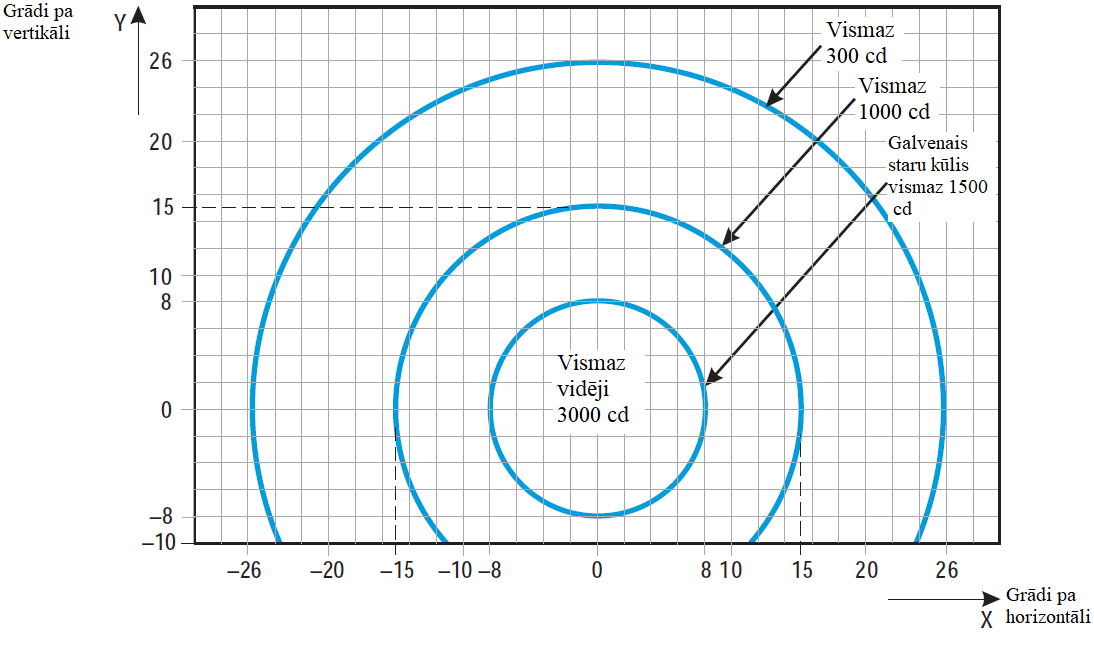 Grādi pa
vertikāli
Y
Vismaz
300 cd
Vismaz
1000 cd
Galvenais
staru kūlis
vismaz 1500
cd
26
20
15
10
8
0
–8
–10
Vismaz
vidēji
3000 cd
–26
–20
–15
–10
–8
0
8
10
15
20
26
X
Grādi pa
horizontāli